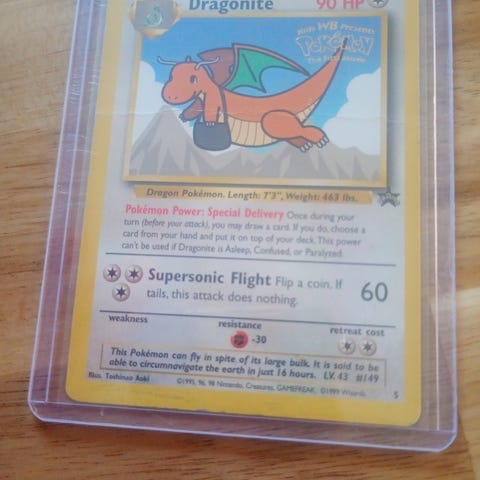 Dragonite 90 HP
Kids WB Presents
POKéMON
The First Movie
Dragon Pokémon. Length: 7'3", Weight: 463 lbs.
Pokémon Power: Special Delivery Once during your
turn (before your attack), you may draw a card. If you do, choose a
card from your hand and put it on top of your deck. This power
can't be used if Dragonite is Asleep, Confused, or Paralyzed.
Supersonic Flight Flip a coin. If
tails, this attack does nothing.
60
weakness
resistance
retreat cost
-30
This Pokémon can fly in spite of its large bulk. It is said to be
able to circumnavigate the earth in just 16 hours. LV. 43 #149
Illus. Toshinao Aoki
©1995, 96, 98 Nintendo, Creatures, GAMEFREAK. ©1999 Wizards.
5